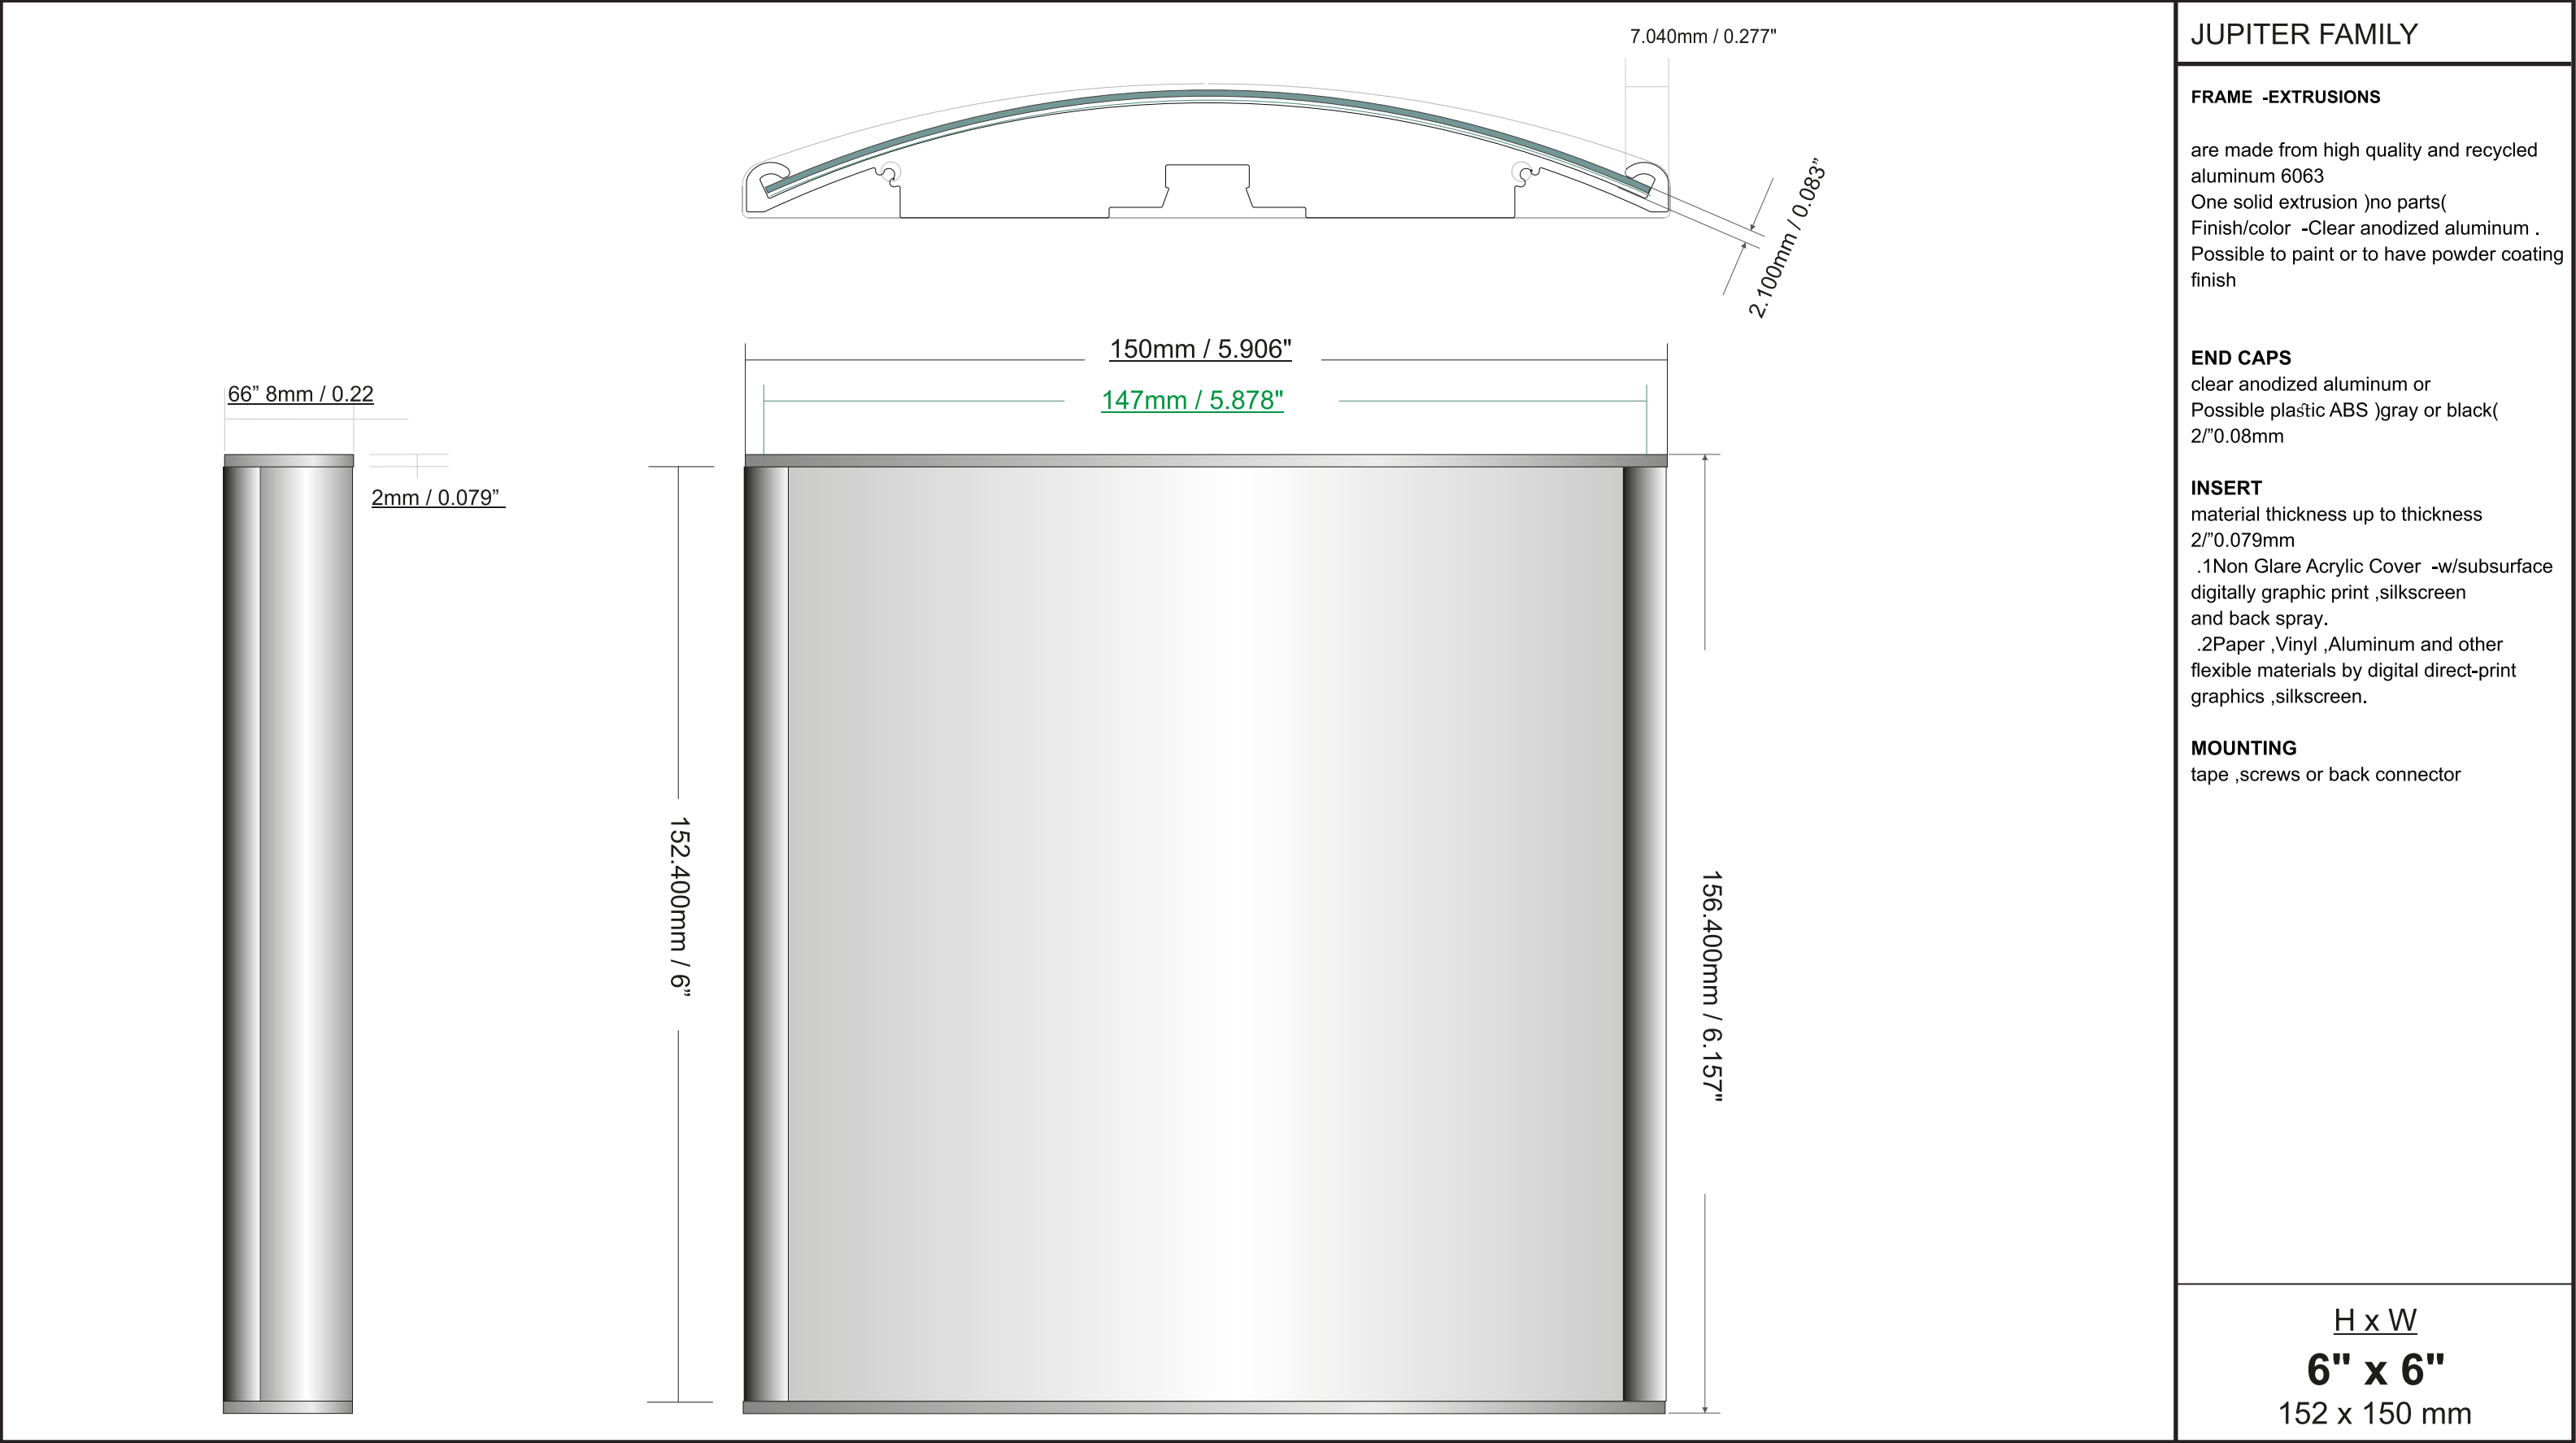 7.040mm / 0.277"
2.100mm / 0.083”
150mm / 5.906"
147mm / 5.878"
66” 8mm / 0.22
2mm / 0.079”
152.400mm / 6”
156.400mm / 6.157"
JUPITER FAMILY
FRAME -EXTRUSIONS
are made from high quality and recycled
aluminum 6063
One solid extrusion )no parts(
Finish/color -Clear anodized aluminum .
Possible to paint or to have powder coating
finish
END CAPS
clear anodized aluminum or
Possible plastic ABS )gray or black(
2/”0.08mm
INSERT
material thickness up to thickness
2/”0.079mm
.1Non Glare Acrylic Cover -w/subsurface
digitally graphic print ,silkscreen
and back spray.
.2Paper ,Vinyl ,Aluminum and other
flexible materials by digital direct-print
graphics ,silkscreen.
MOUNTING
tape ,screws or back connector
H x W
6" x 6"
152 x 150 mm